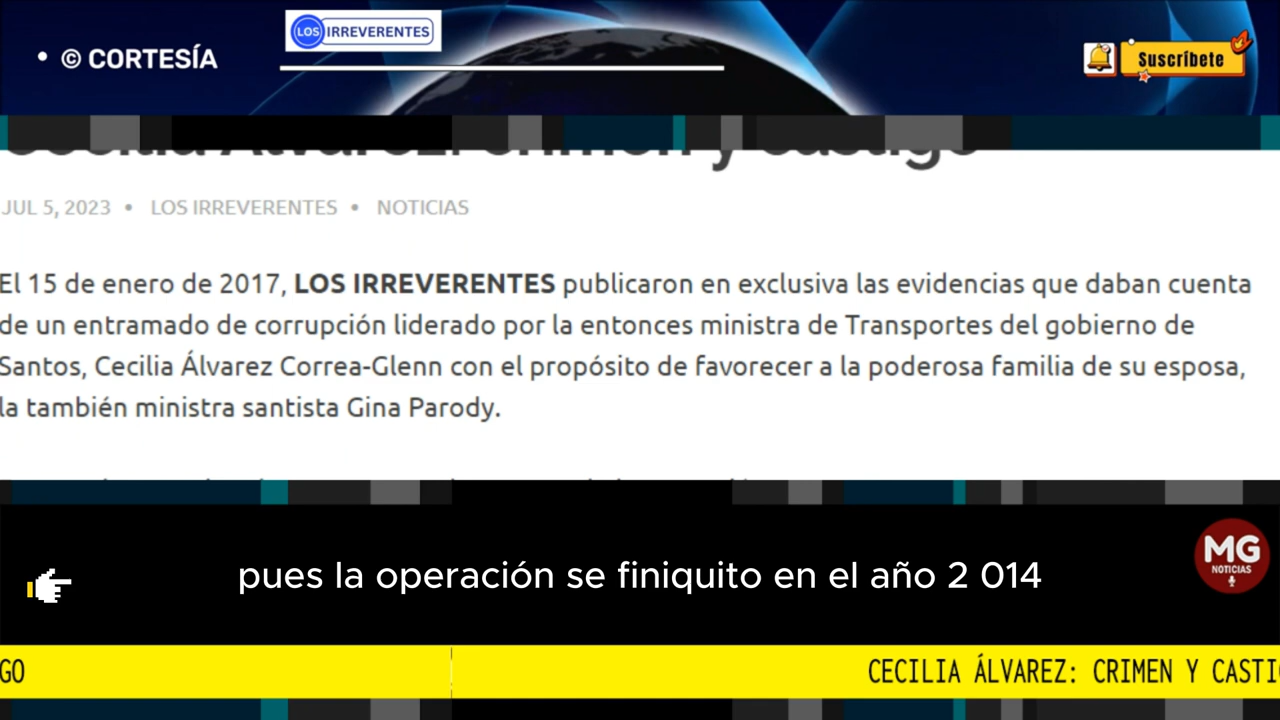 © CORTESÍA
LOS IRREVERENTES
Suscríbete
Cecilia Álvarez: crimen y castigo
JUL 5, 2023 • LOS IRREVERENTES • NOTICIAS
El 15 de enero de 2017, LOS IRREVERENTES publicaron en exclusiva las evidencias que daban cuenta
de un entramado de corrupción liderado por la entonces ministra de Transportes del gobierno de
Santos, Cecilia Álvarez Correa-Glenn con el propósito de favorecer a la poderosa familia de su esposa,
la también ministra santista Gina Parody.
pues la operación se finiquito en el año 2 014
MG
NOTICIAS
GO
CECILIA ÁLVAREZ: CRIMEN Y CASTI